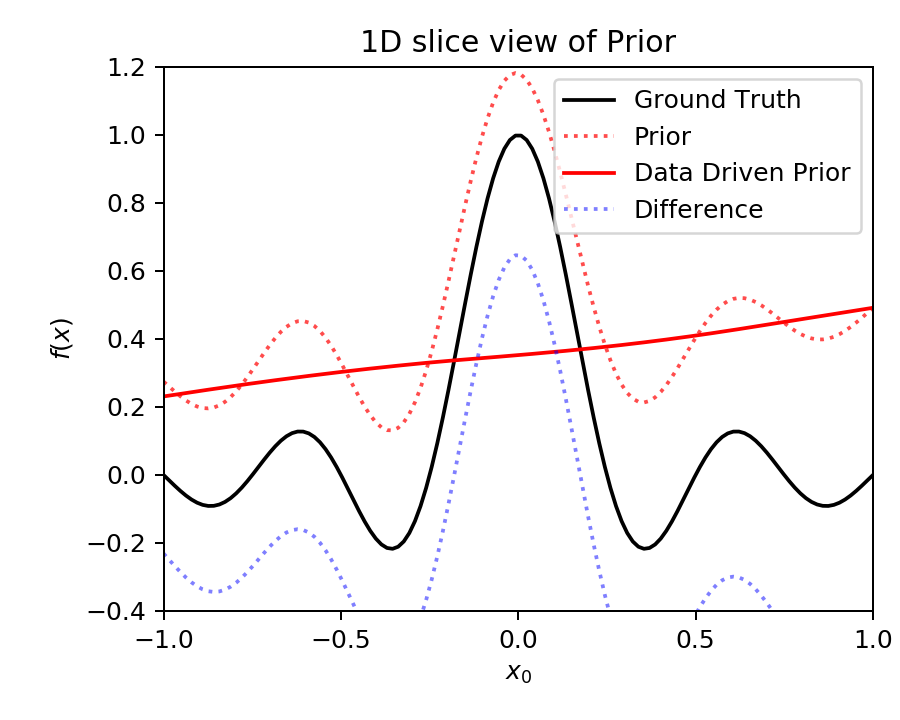 1D slice view of Prior
1.2
1.0
0.8
0.6
0.4
0.2
0.0
−0.2
−0.4
f(x)
Ground Truth
Prior
Data Driven Prior
Difference
−1.0 −0.5 0.0 0.5 1.0
x₀